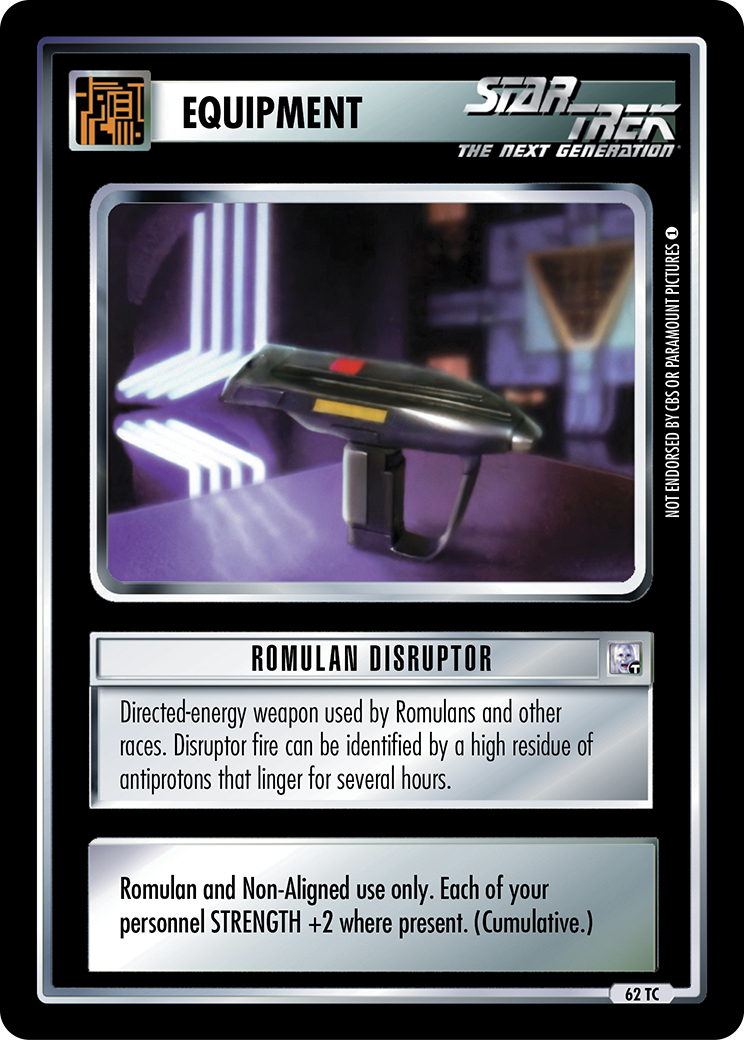 EQUIPMENT
STAR TREK
THE NEXT GENERATION
NOT ENDORSED BY CBS OR PARAMOUNT PICTURES 1
ROMULAN DISRUPTOR
T
Directed-energy weapon used by Romulans and other
races. Disruptor fire can be identified by a high residue of
antiprotons that linger for several hours.
Romulan and Non-Aligned use only. Each of your
personnel STRENGTH +2 where present. (Cumulative.)
62 TC